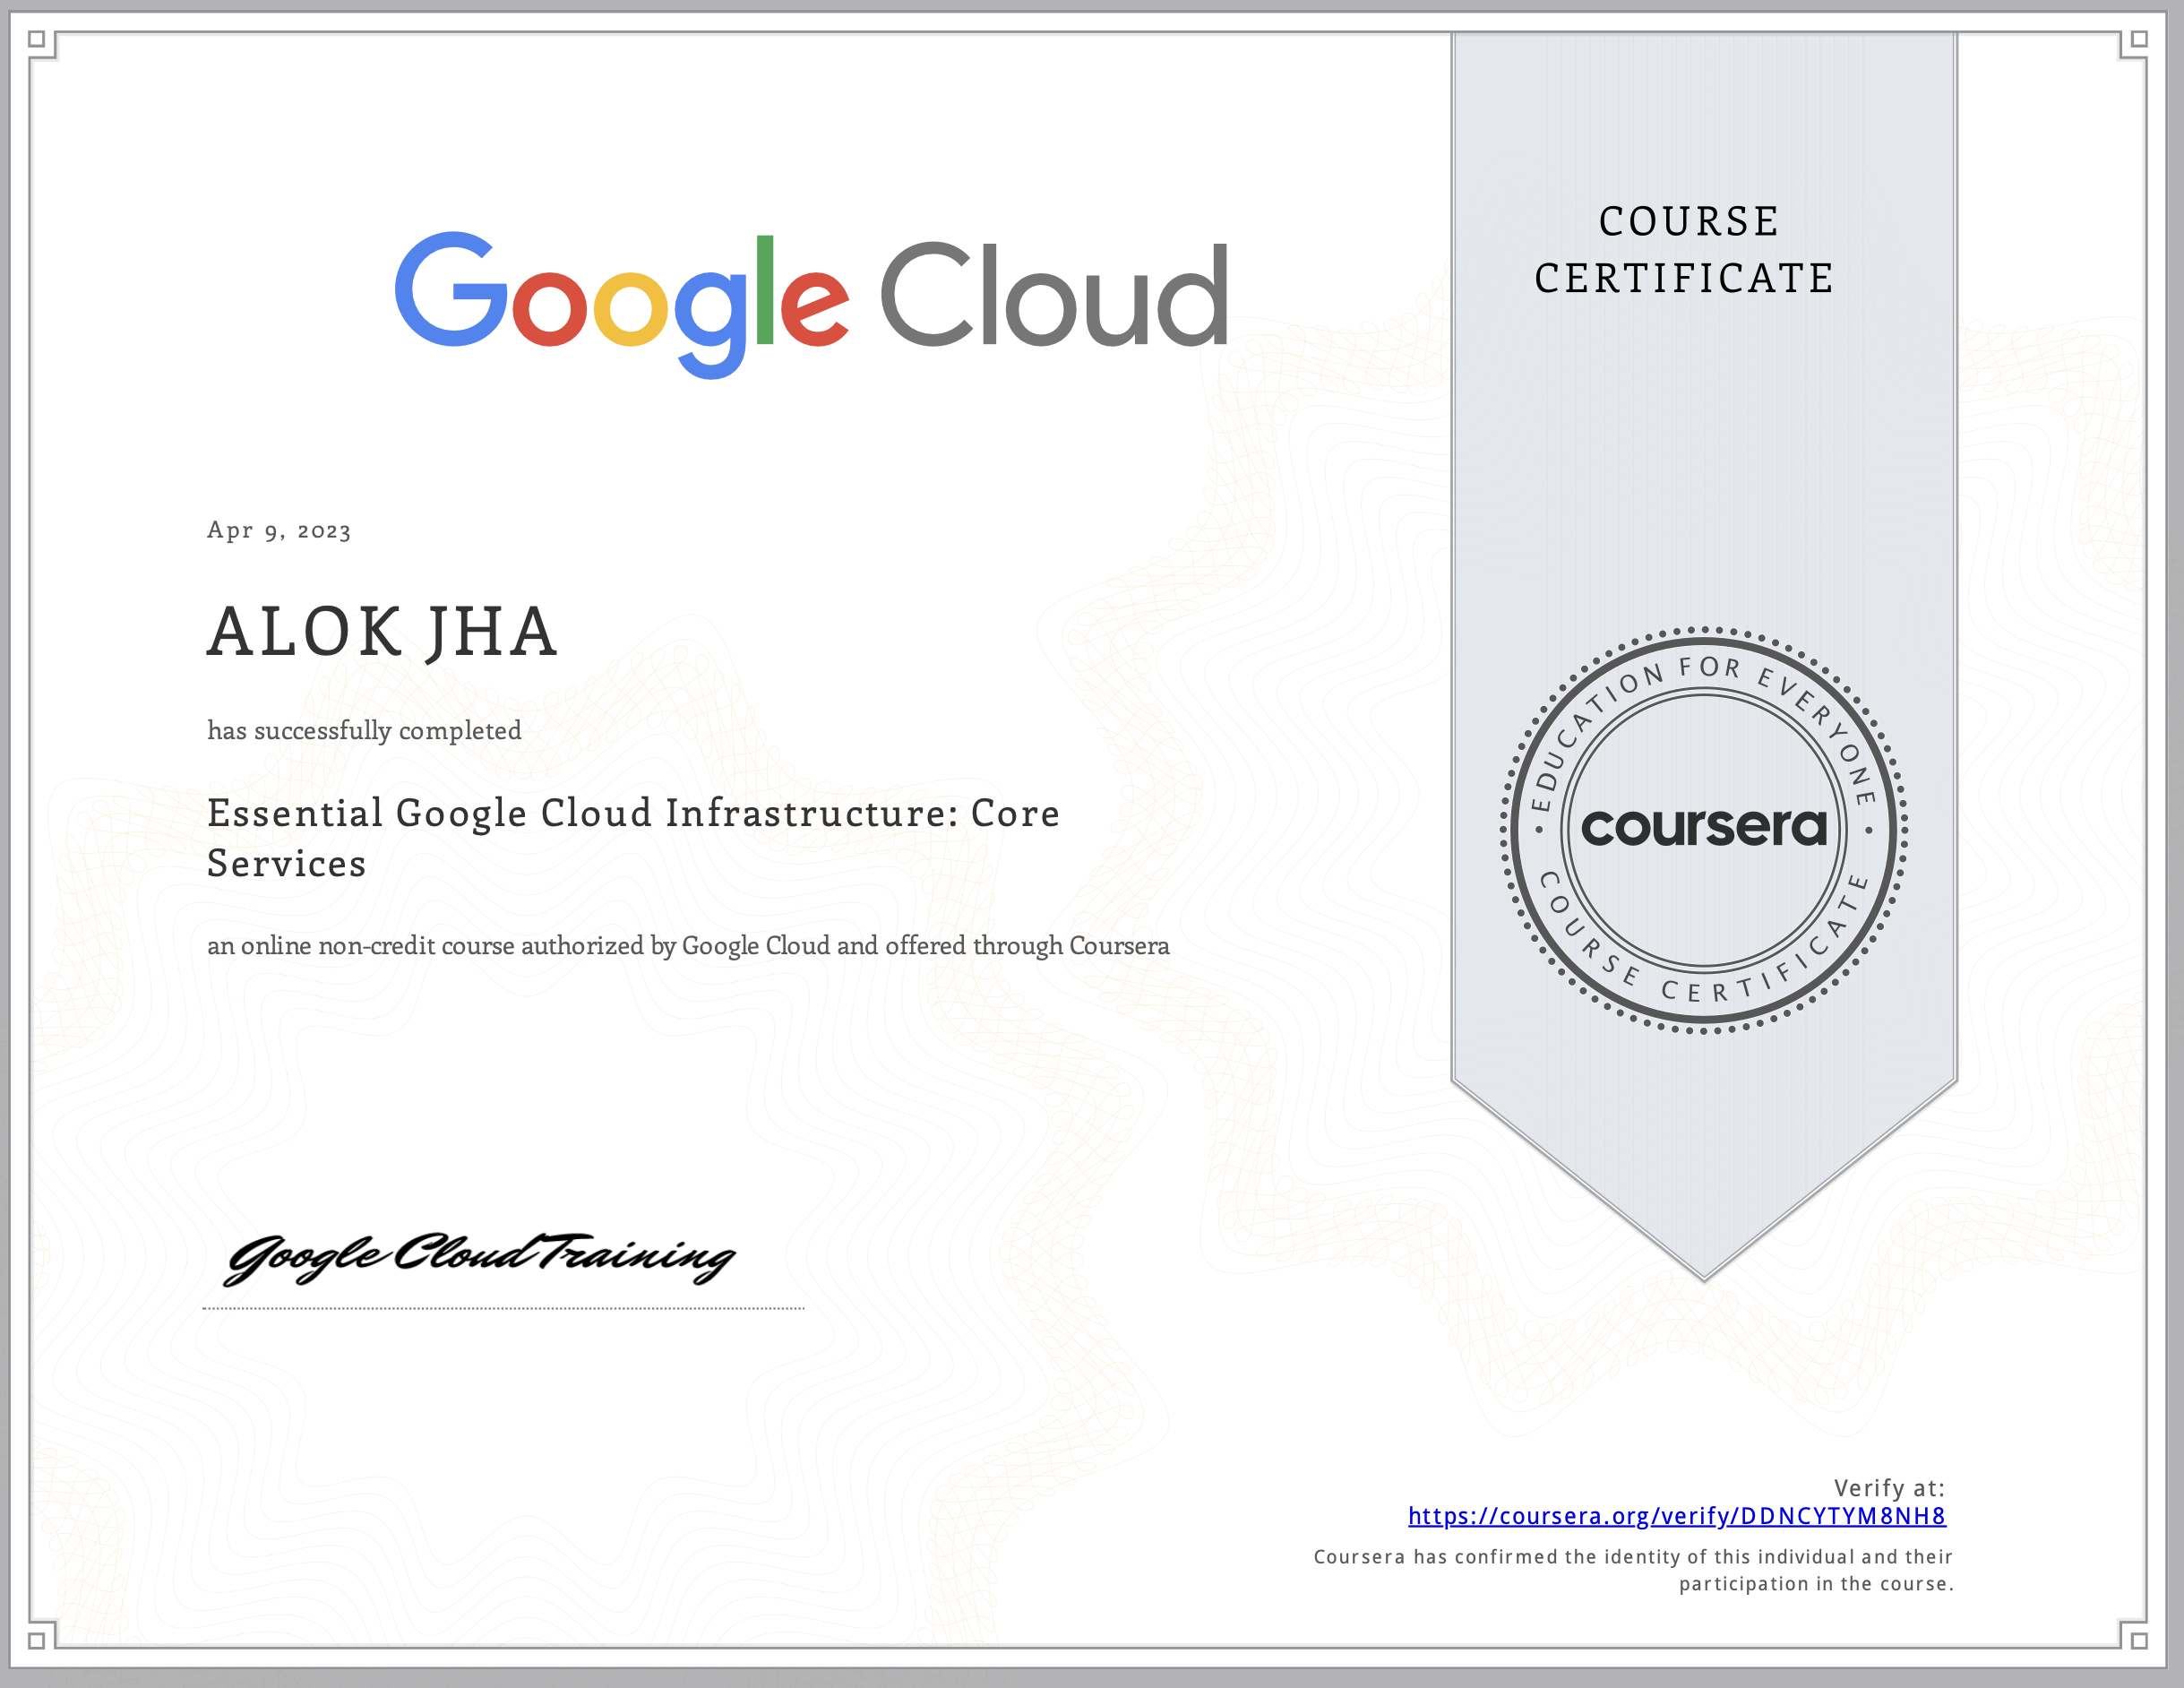 Google Cloud
COURSE
CERTIFICATE
Apr 9, 2023
ALOK JHA
has successfully completed
Essential Google Cloud Infrastructure: Core
Services
an online non-credit course authorized by Google Cloud and offered through Coursera
EDUCATION FOR EVERYONE
coursera
COURSE CERTIFICATE
Google Cloud Training
Verify at:
https://coursera.org/verify/DDNCYTYM8NH8
Coursera has confirmed the identity of this individual and their
participation in the course.